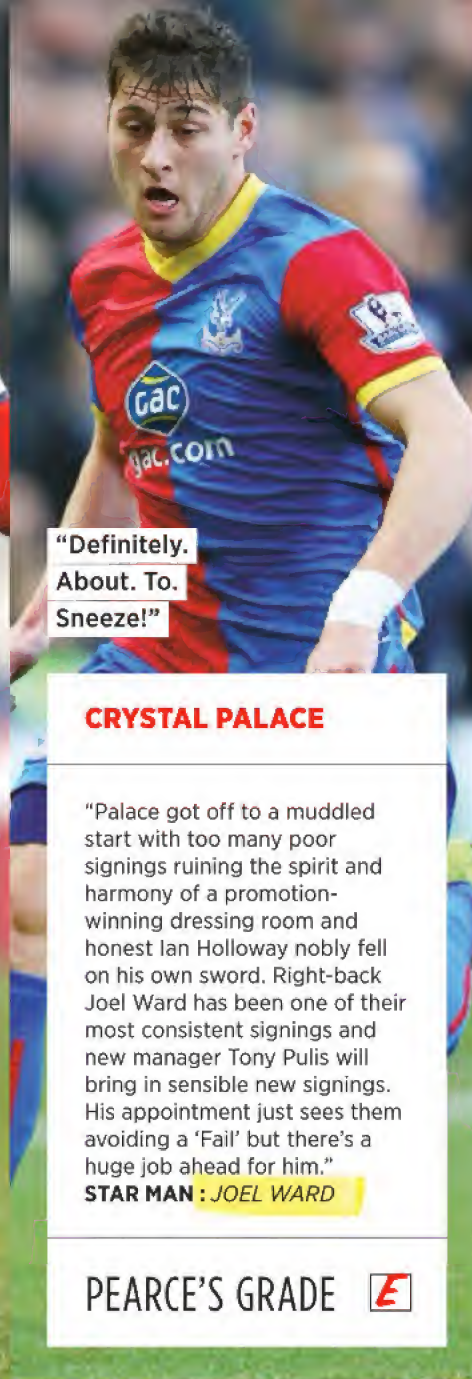 GAC
gac.com
“Definitely.
About. To.
Sneeze!”
CRYSTAL PALACE
“Palace got off to a muddled
start with too many poor
signings ruining the spirit and
harmony of a promotion-
winning dressing room and
honest Ian Holloway nobly fell
on his own sword. Right-back
Joel Ward has been one of their
most consistent signings and
new manager Tony Pulis will
bring in sensible new signings.
His appointment just sees them
avoiding a ‘Fail’ but there’s a
huge job ahead for him.”
STAR MAN : JOEL WARD
PEARCE’S GRADE E